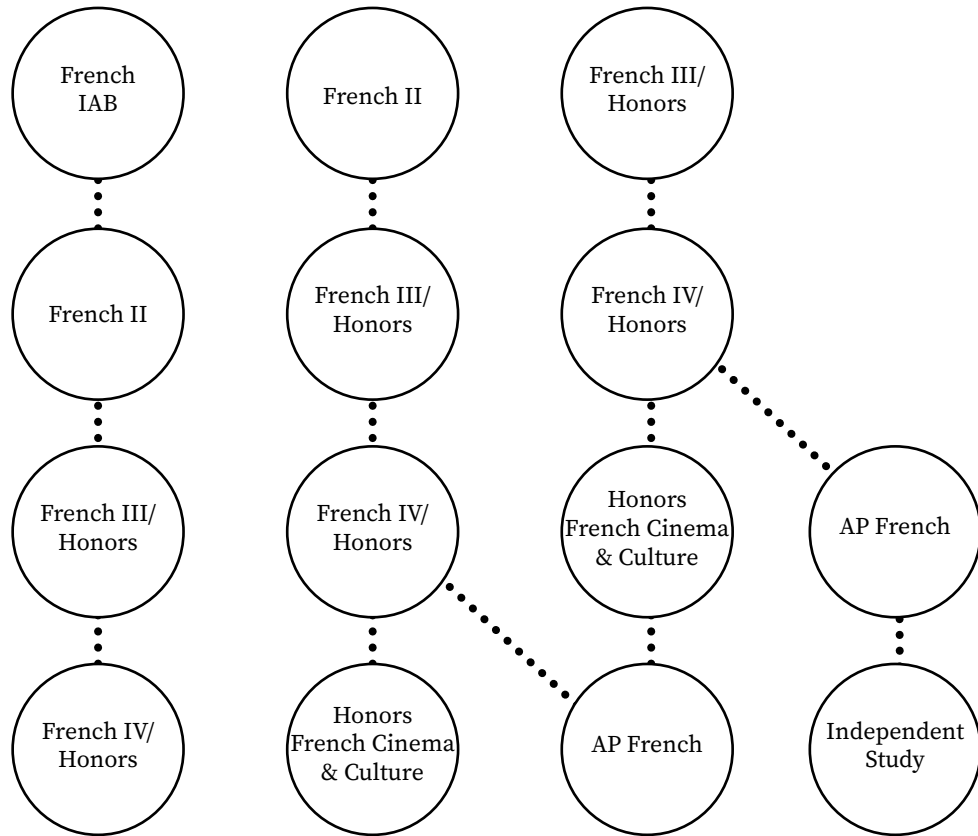 French
IAB
French II
French III/
Honors
French II
French III/
Honors
French IV/
Honors
French III/
Honors
French IV/
Honors
Honors
French Cinema
& Culture
AP French
French IV/
Honors
Honors
French Cinema
& Culture
AP French
Independent
Study